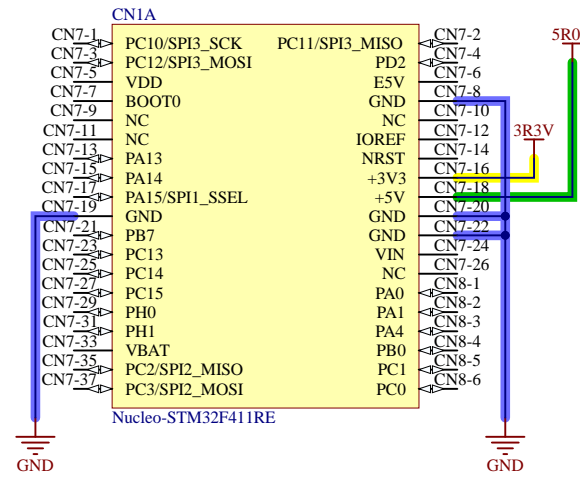 CN1A
CN7-1 PC10/SPI3_SCK PC11/SPI3_MISO CN7-2 5R0
CN7-3 PC12/SPI3_MOSI PD2 CN7-4
CN7-5 VDD E5V CN7-6
CN7-7 BOOT0 GND CN7-8
CN7-9 NC NC CN7-10
CN7-11 NC IOREF CN7-12 3R3V
CN7-13 PA13 NRST CN7-14
CN7-15 PA14 +3V3 CN7-16
CN7-17 PA15/SPI1_SSEL +5V CN7-18
CN7-19 GND GND CN7-20
CN7-21 PB7 GND CN7-22
CN7-23 PC13 VIN CN7-24
CN7-25 PC14 NC CN7-26
CN7-27 PC15 PA0 CN8-1
CN7-29 PH0 PA1 CN8-2
CN7-31 PH1 PA4 CN8-3
CN7-33 VBAT PB0 CN8-4
CN7-35 PC2/SPI2_MISO PC1 CN8-5
CN7-37 PC3/SPI2_MOSI PC0 CN8-6
Nucleo-STM32F411RE
GND GND